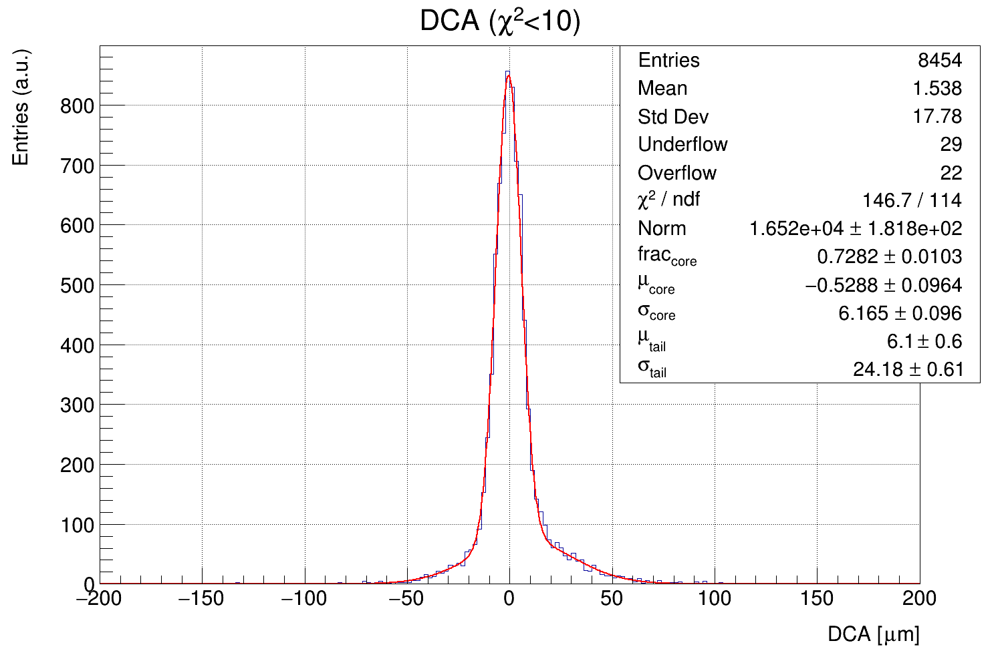 DCA (χ²<10)
Entries (a.u.)
Entries 8454
Mean 1.538
Std Dev 17.78
Underflow 29
Overflow 22
χ² / ndf 146.7 / 114
Norm 1.652e+04 ± 1.818e+02
frac_core 0.7282 ± 0.0103
μ_core −0.5288 ± 0.0964
σ_core 6.165 ± 0.096
μ_tail 6.1 ± 0.6
σ_tail 24.18 ± 0.61
800
700
600
500
400
300
200
100
0
−200 −150 −100 −50 0 50 100 150 200
DCA [μm]